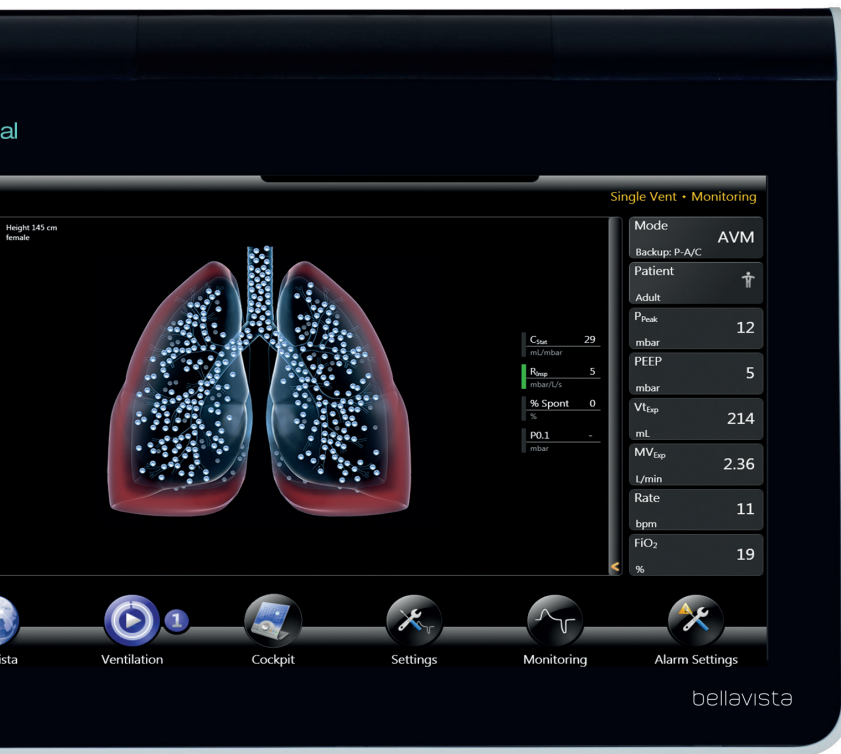 al
Single Vent • Monitoring
Height 145 cm
female
Mode
AVM
Backup: P-A/C
Patient
Adult
PPeak
12
mbar
PEEP
5
mbar
VtExp
214
mL
MVExp
2.36
L/min
Rate
11
bpm
FiO2
19
%
CStat 29
mL/mbar
RInsp 5
mbar/L/s
% Spont 0
%
P0.1 -
mbar
1
ista
Ventilation
Cockpit
Settings
Monitoring
Alarm Settings
bellavista